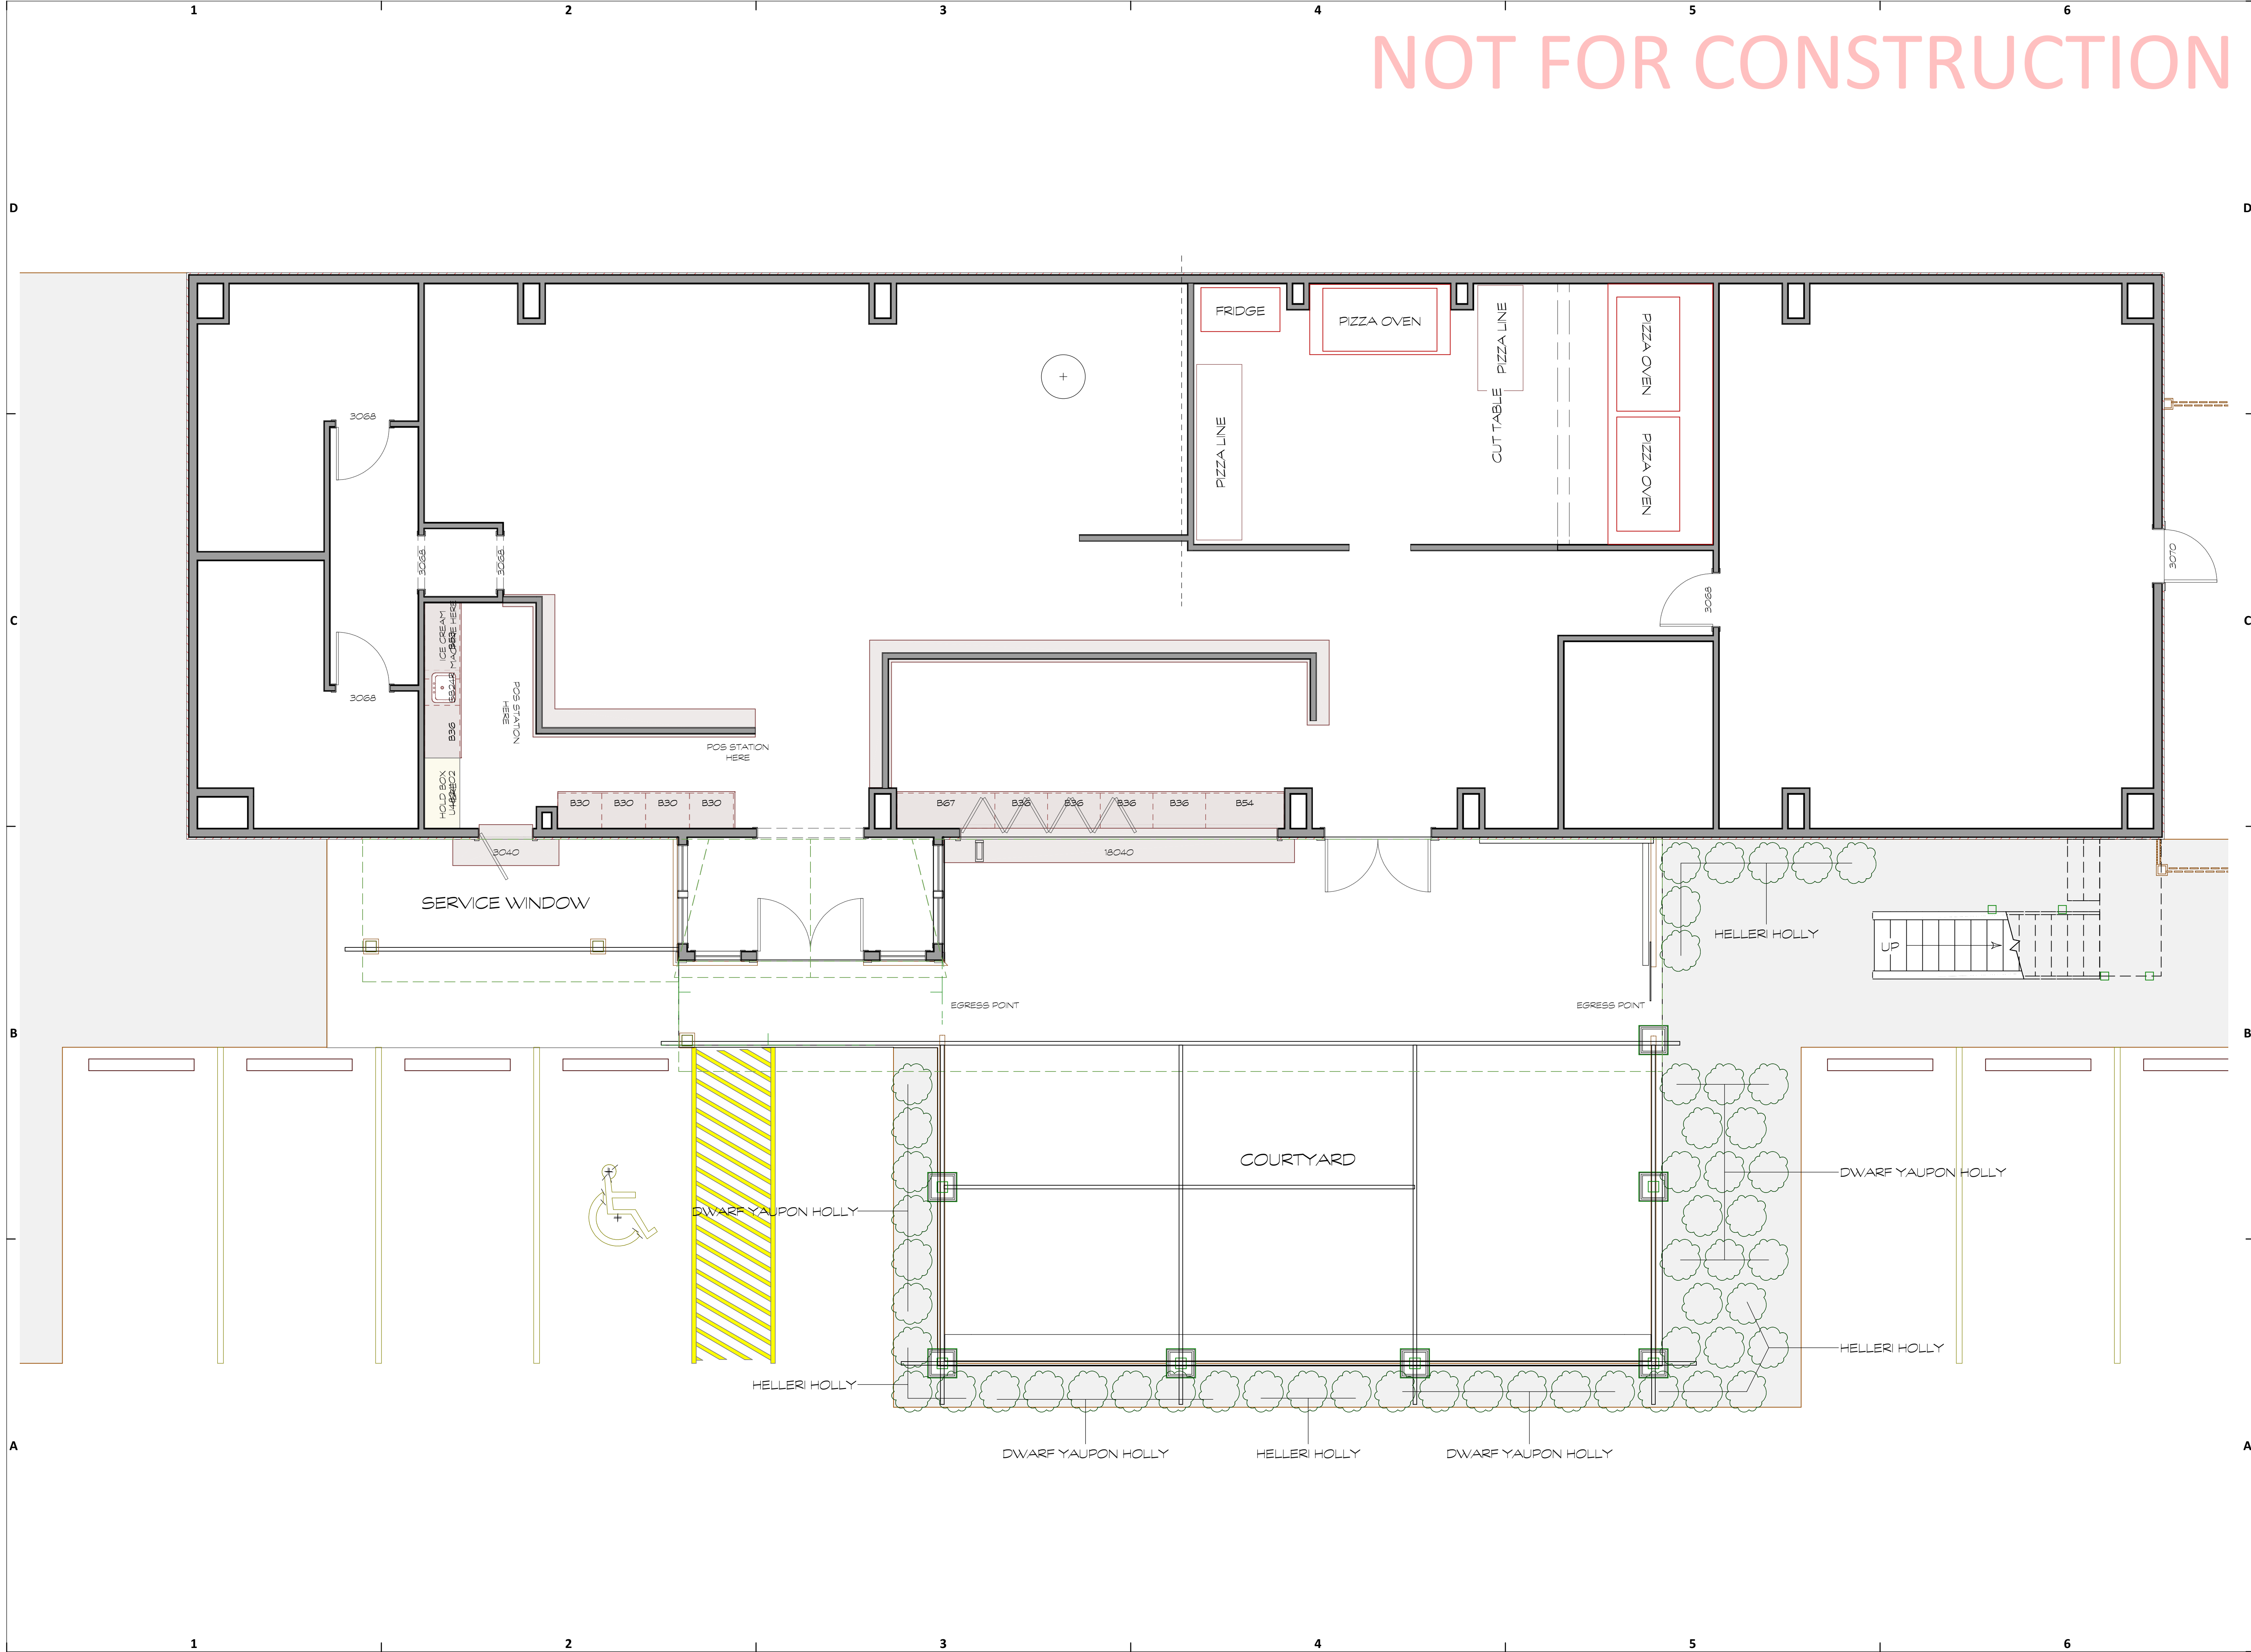 1 2 3 4 5 6
NOT FOR CONSTRUCTION
D D
FRIDGE
PIZZA OVEN
PIZZA LINE
PIZZA OVEN
3068
CUT TABLE
PIZZA LINE
PIZZA OVEN
3068
3068
3070
3068
C C
ICE CREAM
MACHINE HERE
B36
3068
POS STATION
HERE
POS STATION
HERE
HOLD BOX
B30 B30 B30 B30
B67 B36 B36 B36 B36 B54
3040
18040
SERVICE WINDOW
HELLERI HOLLY
UP
EGRESS POINT
EGRESS POINT
B B
COURTYARD
DWARF YAUPON HOLLY
DWARF YAUPON HOLLY
HELLERI HOLLY
HELLERI HOLLY
A A
DWARF YAUPON HOLLY
HELLERI HOLLY
DWARF YAUPON HOLLY
1 2 3 4 5 6